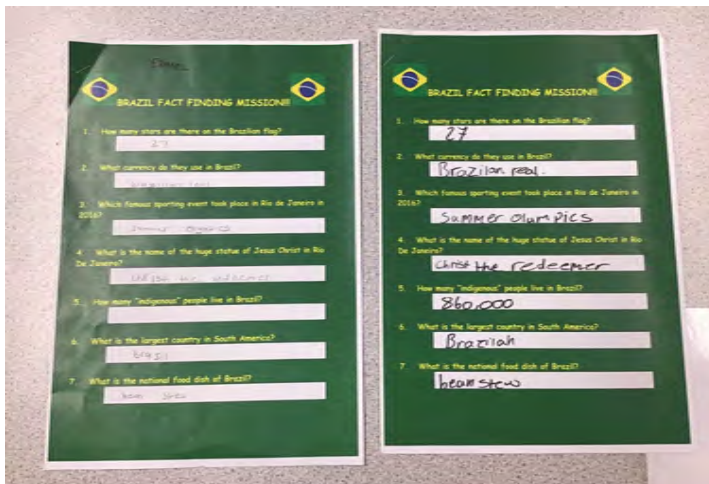 BRAZIL FACT FINDING MISSION!!!
1. How many stars are there on the Brazilian flag?
27
2. What currency do they use in Brazil?
3. Which famous sporting event took place in Rio de Janeiro in
2016?
4. What is the name of the huge statue of Jesus Christ in Rio
De Janeiro?
5. How many "indigenous" people live in Brazil?
6. What is the largest country in South America?
7. What is the national food dish of Brazil?
BRAZIL FACT FINDING MISSION!!!
1. How many stars are there on the Brazilian flag?
27
2. What currency do they use in Brazil?
Brazilan real.
3. Which famous sporting event took place in Rio de Janeiro in
2016?
Summer olumpics
4. What is the name of the huge statue of Jesus Christ in Rio
De Janeiro?
christ the redeemer
5. How many "indigenous" people live in Brazil?
860,000
6. What is the largest country in South America?
Brazilah
7. What is the national food dish of Brazil?
bean stew